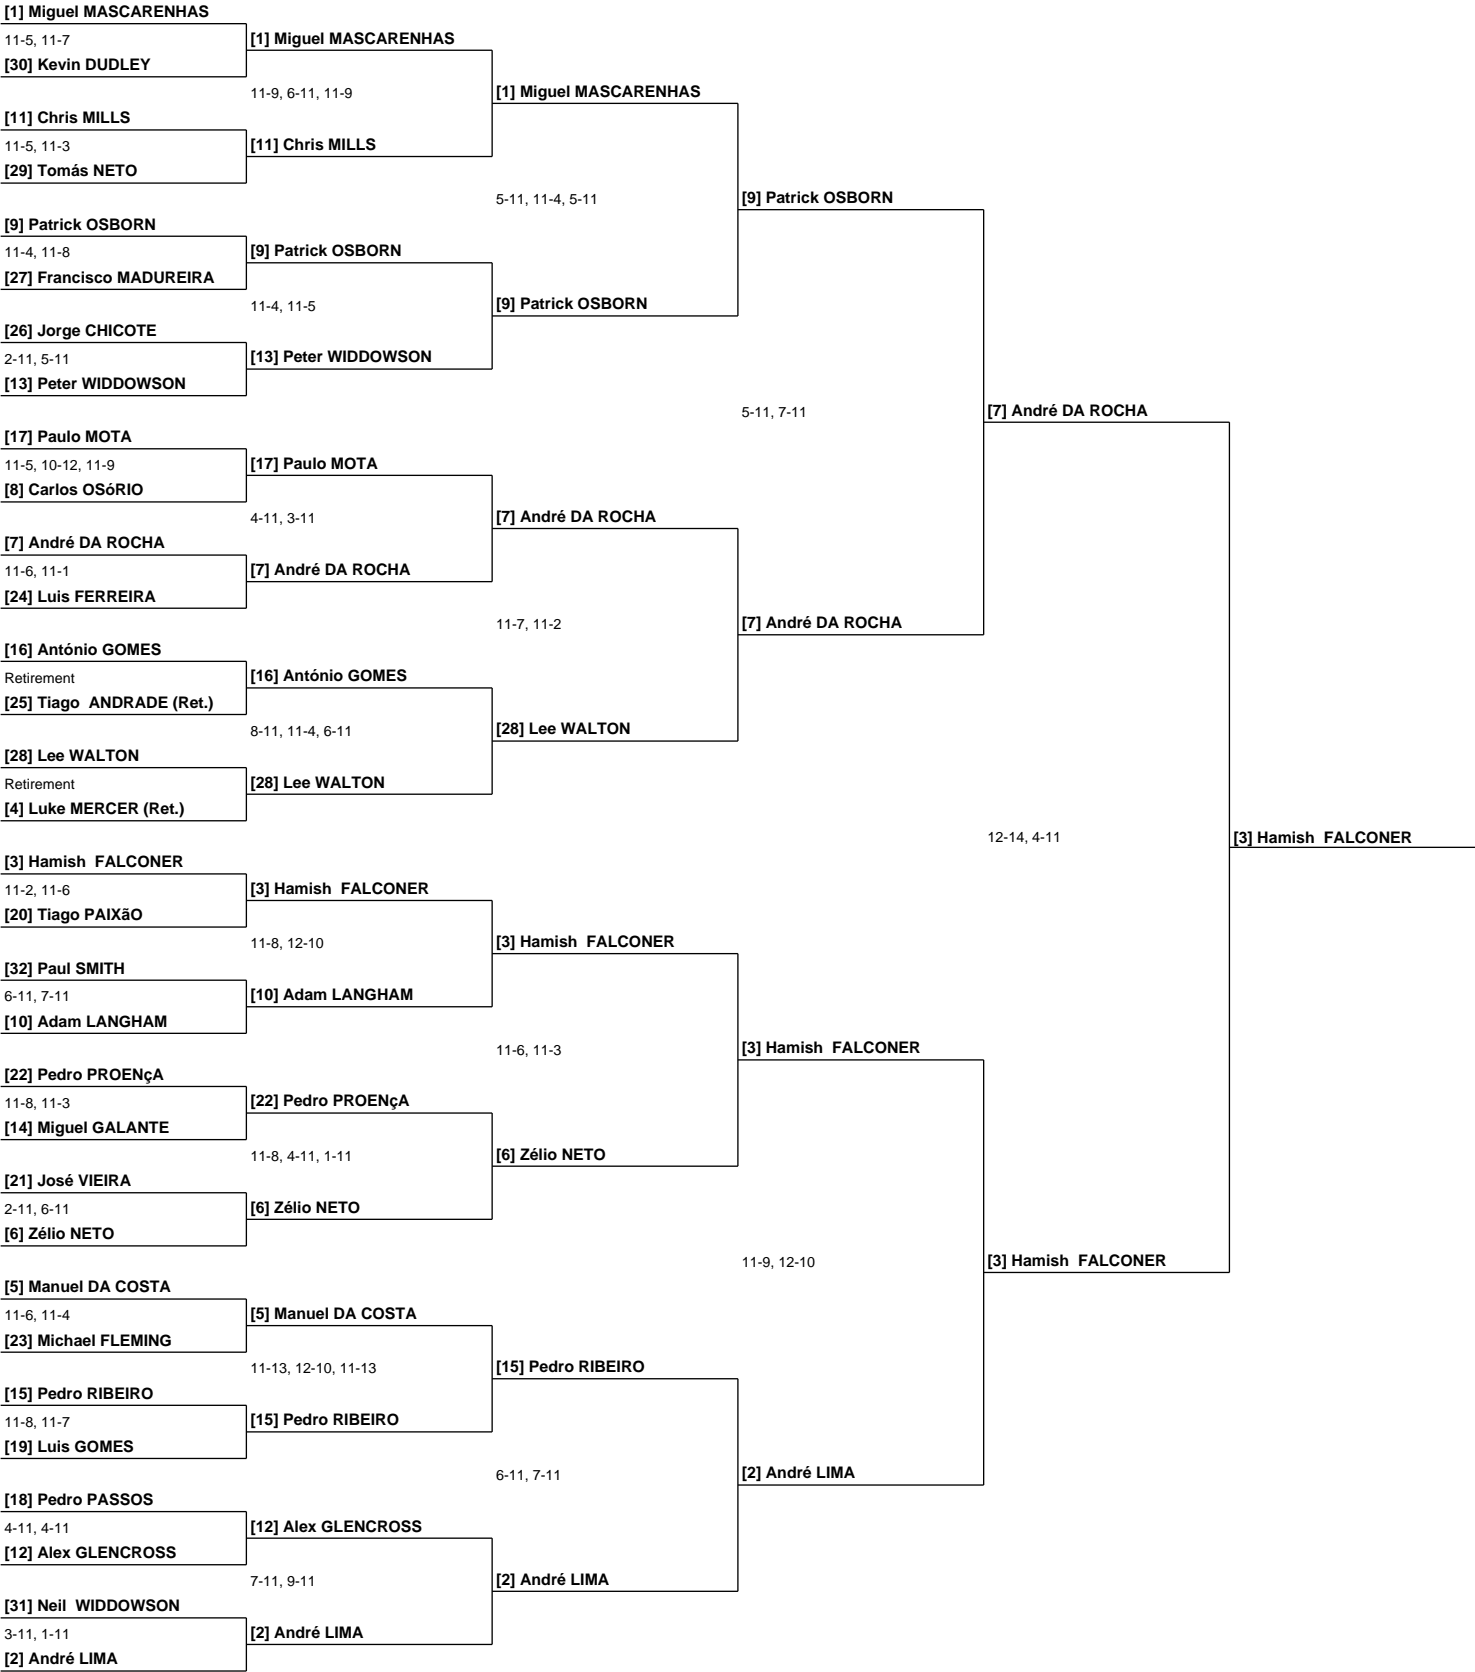 [1] Miguel MASCARENHAS
11-5, 11-7
[1] Miguel MASCARENHAS
[30] Kevin DUDLEY
11-9, 6-11, 11-9
[1] Miguel MASCARENHAS
[11] Chris MILLS
11-5, 11-3
[11] Chris MILLS
[29] Tomás NETO
5-11, 11-4, 5-11
[9] Patrick OSBORN
[9] Patrick OSBORN
11-4, 11-8
[9] Patrick OSBORN
[27] Francisco MADUREIRA
11-4, 11-5
[9] Patrick OSBORN
[26] Jorge CHICOTE
2-11, 5-11
[13] Peter WIDDOWSON
[13] Peter WIDDOWSON
5-11, 7-11
[7] André DA ROCHA
[17] Paulo MOTA
11-5, 10-12, 11-9
[17] Paulo MOTA
[8] Carlos OSóRIO
4-11, 3-11
[7] André DA ROCHA
[7] André DA ROCHA
11-6, 11-1
[7] André DA ROCHA
[24] Luis FERREIRA
11-7, 11-2
[7] André DA ROCHA
[16] António GOMES
Retirement
[16] António GOMES
[25] Tiago  ANDRADE (Ret.)
8-11, 11-4, 6-11
[28] Lee WALTON
[28] Lee WALTON
Retirement
[28] Lee WALTON
[4] Luke MERCER (Ret.)
12-14, 4-11
[3] Hamish  FALCONER
[3] Hamish  FALCONER
11-2, 11-6
[3] Hamish  FALCONER
[20] Tiago PAIXãO
11-8, 12-10
[3] Hamish  FALCONER
[32] Paul SMITH
6-11, 7-11
[10] Adam LANGHAM
[10] Adam LANGHAM
11-6, 11-3
[3] Hamish  FALCONER
[22] Pedro PROENçA
11-8, 11-3
[22] Pedro PROENçA
[14] Miguel GALANTE
11-8, 4-11, 1-11
[6] Zélio NETO
[21] José VIEIRA
2-11, 6-11
[6] Zélio NETO
[6] Zélio NETO
11-9, 12-10
[3] Hamish  FALCONER
[5] Manuel DA COSTA
11-6, 11-4
[5] Manuel DA COSTA
[23] Michael FLEMING
11-13, 12-10, 11-13
[15] Pedro RIBEIRO
[15] Pedro RIBEIRO
11-8, 11-7
[15] Pedro RIBEIRO
[19] Luis GOMES
6-11, 7-11
[2] André LIMA
[18] Pedro PASSOS
4-11, 4-11
[12] Alex GLENCROSS
[12] Alex GLENCROSS
7-11, 9-11
[2] André LIMA
[31] Neil  WIDDOWSON
3-11, 1-11
[2] André LIMA
[2] André LIMA